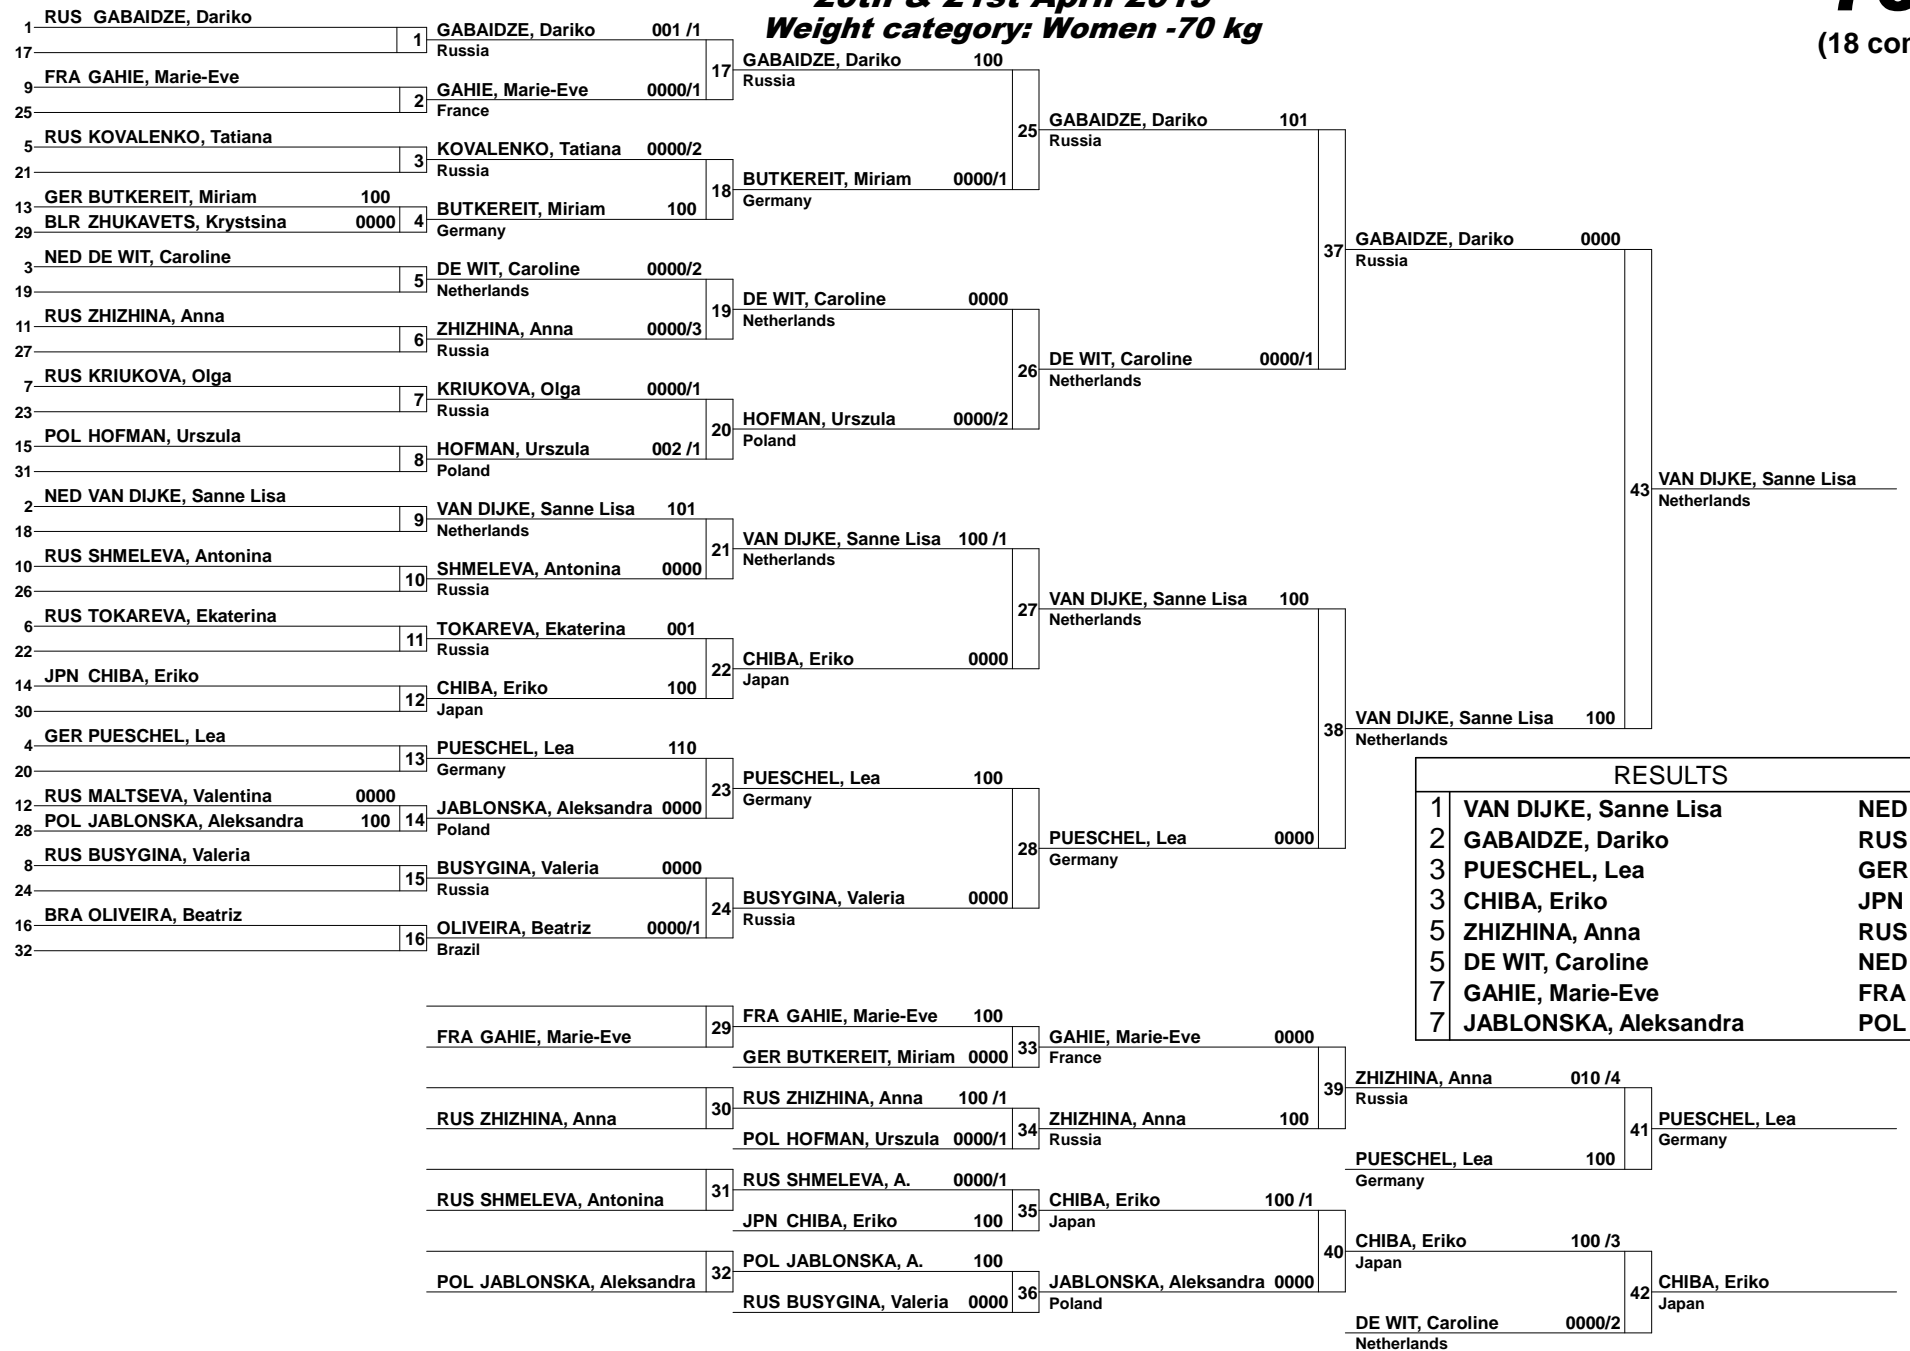 Weight category: Women -70 kg
(18
1 RUS GABAIDZE, Dariko
17
1
9 FRA GAHIE, Marie-Eve
25
2
5 RUS KOVALENKO, Tatiana
21
3
13 GER BUTKEREIT, Miriam 100
29 BLR ZHUKAVETS, Krystsina 0000
4
3 NED DE WIT, Caroline
19
5
11 RUS ZHIZHINA, Anna
27
6
7 RUS KRIUKOVA, Olga
23
7
15 POL HOFMAN, Urszula
31
8
2 NED VAN DIJKE, Sanne Lisa
18
9
10 RUS SHMELEVA, Antonina
26
10
6 RUS TOKAREVA, Ekaterina
22
11
14 JPN CHIBA, Eriko
30
12
4 GER PUESCHEL, Lea
20
13
12 RUS MALTSEVA, Valentina 0000
28 POL JABLONSKA, Aleksandra 100
14
8 RUS BUSYGINA, Valeria
24
15
16 BRA OLIVEIRA, Beatriz
32
16
GABAIDZE, Dariko 001 /1
Russia
17
GAHIE, Marie-Eve 0000/1
France
KOVALENKO, Tatiana 0000/2
Russia
18
BUTKEREIT, Miriam 100
Germany
DE WIT, Caroline 0000/2
Netherlands
19
ZHIZHINA, Anna 0000/3
Russia
KRIUKOVA, Olga 0000/1
Russia
20
HOFMAN, Urszula 002 /1
Poland
VAN DIJKE, Sanne Lisa 101
Netherlands
21
SHMELEVA, Antonina 0000
Russia
TOKAREVA, Ekaterina 001
Russia
22
CHIBA, Eriko 100
Japan
PUESCHEL, Lea 110
Germany
23
JABLONSKA, Aleksandra 0000
Poland
BUSYGINA, Valeria 0000
Russia
24
OLIVEIRA, Beatriz 0000/1
Brazil
GABAIDZE, Dariko 100
Russia
25
BUTKEREIT, Miriam 0000/1
Germany
DE WIT, Caroline 0000
Netherlands
26
HOFMAN, Urszula 0000/2
Poland
VAN DIJKE, Sanne Lisa 100 /1
Netherlands
27
CHIBA, Eriko 0000
Japan
PUESCHEL, Lea 100
Germany
28
BUSYGINA, Valeria 0000
Russia
GABAIDZE, Dariko 101
Russia
37
DE WIT, Caroline 0000/1
Netherlands
VAN DIJKE, Sanne Lisa 100
Netherlands
38
PUESCHEL, Lea 0000
Germany
GABAIDZE, Dariko 0000
Russia
43
VAN DIJKE, Sanne Lisa 100
Netherlands
VAN DIJKE, Sanne Lisa
Netherlands
RESULTS
1 VAN DIJKE, Sanne Lisa NED
2 GABAIDZE, Dariko RUS
3 PUESCHEL, Lea GER
3 CHIBA, Eriko JPN
5 ZHIZHINA, Anna RUS
5 DE WIT, Caroline NED
7 GAHIE, Marie-Eve FRA
7 JABLONSKA, Aleksandra POL
FRA GAHIE, Marie-Eve
29
RUS ZHIZHINA, Anna
30
RUS SHMELEVA, Antonina
31
POL JABLONSKA, Aleksandra
32
FRA GAHIE, Marie-Eve 100
GER BUTKEREIT, Miriam 0000
33
RUS ZHIZHINA, Anna 100 /1
POL HOFMAN, Urszula 0000/1
34
RUS SHMELEVA, A. 0000/1
JPN CHIBA, Eriko 100
35
POL JABLONSKA, A. 100
RUS BUSYGINA, Valeria 0000
36
GAHIE, Marie-Eve 0000
France
39
ZHIZHINA, Anna 100
Russia
CHIBA, Eriko 100 /1
Japan
40
JABLONSKA, Aleksandra 0000
Poland
ZHIZHINA, Anna 010 /4
Russia
41
PUESCHEL, Lea 100
Germany
CHIBA, Eriko 100 /3
Japan
42
DE WIT, Caroline 0000/2
Netherlands
PUESCHEL, Lea
Germany
CHIBA, Eriko
Japan